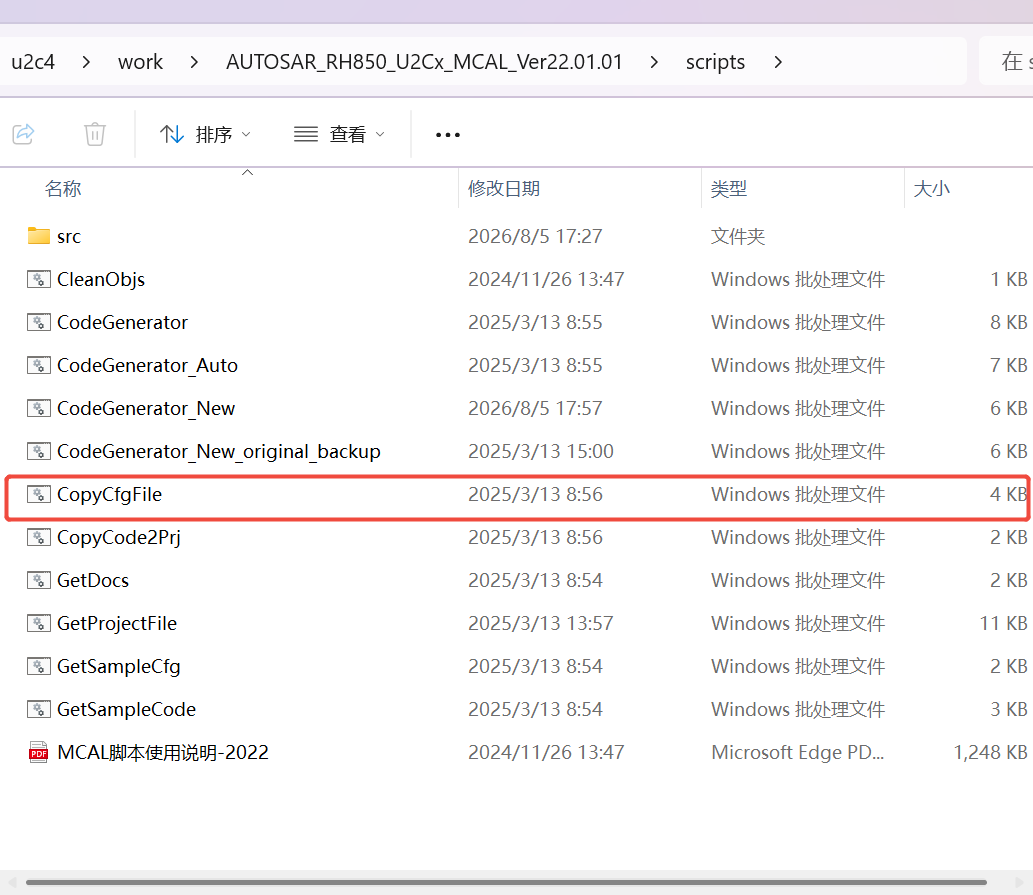 u2c4 > work > AUTOSAR_RH850_U2Cx_MCAL_Ver22.01.01 > scripts > 在 s
排序 查看 •••
名称 修改日期 类型 大小
src 2026/8/5 17:27 文件夹
CleanObjs 2024/11/26 13:47 Windows 批处理文件 1 KB
CodeGenerator 2025/3/13 8:55 Windows 批处理文件 8 KB
CodeGenerator_Auto 2025/3/13 8:55 Windows 批处理文件 7 KB
CodeGenerator_New 2026/8/5 17:57 Windows 批处理文件 6 KB
CodeGenerator_New_original_backup 2025/3/13 15:00 Windows 批处理文件 6 KB
CopyCfgFile 2025/3/13 8:56 Windows 批处理文件 4 KB
CopyCode2Prj 2025/3/13 8:56 Windows 批处理文件 2 KB
GetDocs 2025/3/13 8:54 Windows 批处理文件 2 KB
GetProjectFile 2025/3/13 13:57 Windows 批处理文件 11 KB
GetSampleCfg 2025/3/13 8:54 Windows 批处理文件 2 KB
GetSampleCode 2025/3/13 8:54 Windows 批处理文件 3 KB
PDF MCAL脚本使用说明-2022 2024/11/26 13:47 Microsoft Edge PD... 1,248 KB